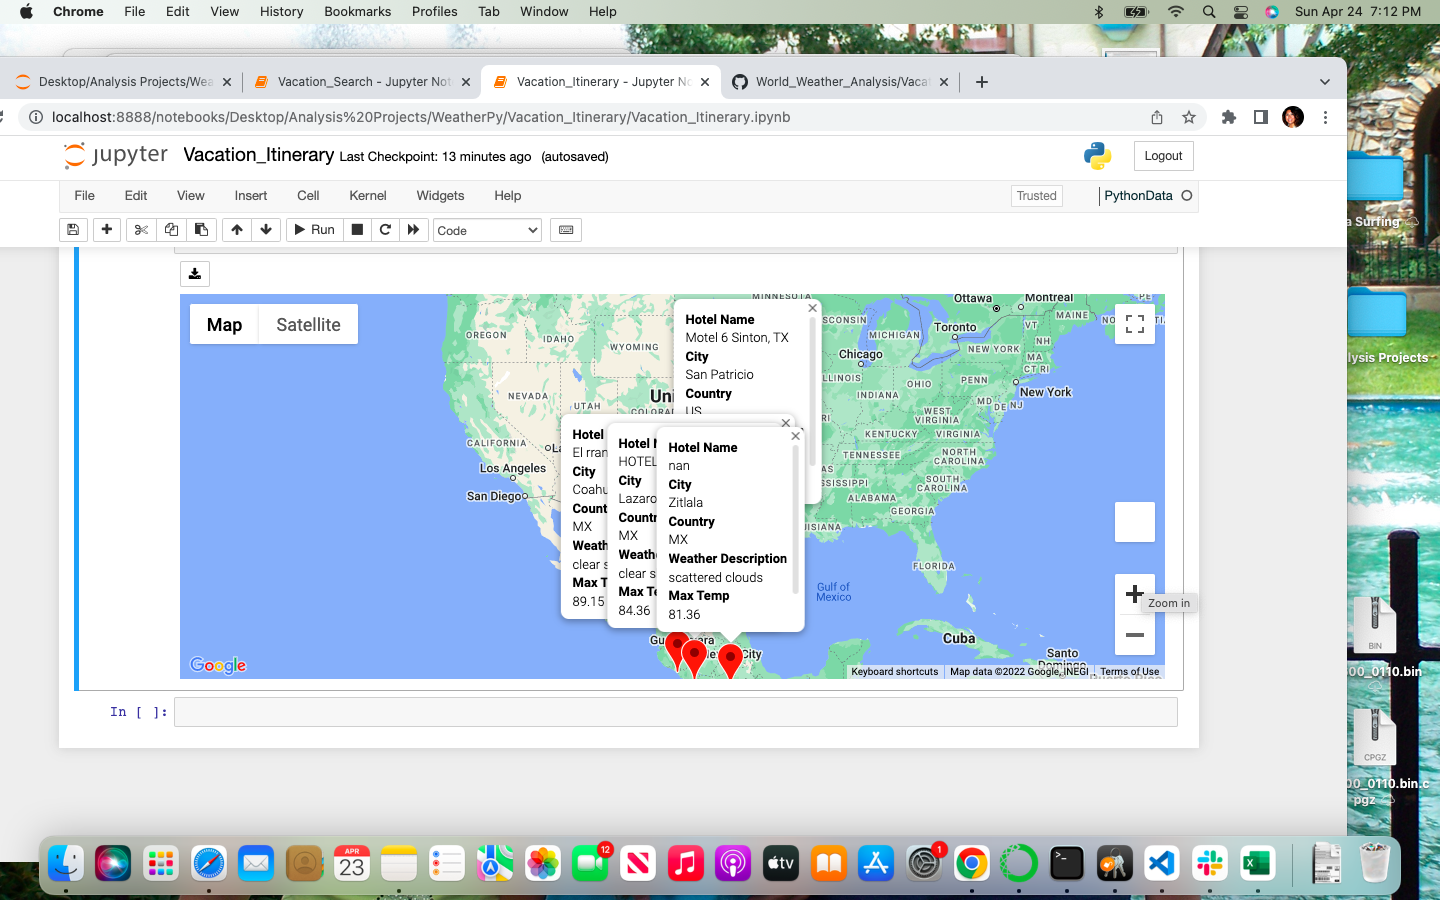 Chrome File Edit View History Bookmarks Profiles Tab Window Help Sun Apr 24 7:12 PM
Desktop/Analysis Projects/Wea
Vacation_Search - Jupyter Not
Vacation_Itinerary - Jupyter No
World_Weather_Analysis/Vaca
localhost:8888/notebooks/Desktop/Analysis%20Projects/WeatherPy/Vacation_Itinerary/Vacation_Itinerary.ipynb
jupyter Vacation_Itinerary Last Checkpoint: 13 minutes ago (autosaved)
Logout
File Edit View Insert Cell Kernel Widgets Help
Trusted
PythonData
Run
Code
Map Satellite
Hotel Name
Motel 6 Sinton, TX
City
San Patricio
Country
US
Hotel
El rran
City
Coahu
Count
MX
Weath
clear s
Max T
89.15
Hotel N
HOTEL
City
Lazaro
Countr
MX
Weathe
clear s
Max Te
84.36
Hotel Name
nan
City
Zitlala
Country
MX
Weather Description
scattered clouds
Max Temp
81.36
MINNESOTA
Ottawa
Montreal
PE
OREGON
IDAHO
WYOMING
SCONSIN
MICHIGAN
Toronto
VT
MAINE
NH
NEW YORK
MA
CT RI
Chicago
LLINOIS
OHIO
PENN
New York
NEVADA
UTAH
Uni
COLORA
INDIANA
MD
DE
NJ
WEST
VIRGINIA
KENTUCKY
VIRGINIA
CALIFORNIA
Los Angeles
San Diego
TENNESSEE
NORTH
CAROLINA
SOUTH
CAROLINA
AS
SSISSIPPI
ALABAMA
GEORGIA
ISIANA
FLORIDA
Gulf of
Mexico
Cuba
Santo
Domingo
Gu
ara
City
Zoom in
Google
Keyboard shortcuts
Map data ©2022 Google, INEGI
Terms of Use
In [ ]:
a Surfing
lysis Projects
BIN
00_0110.bin
CPGZ
00_0110.bin.c
pgz
APR
23
12
tv
1